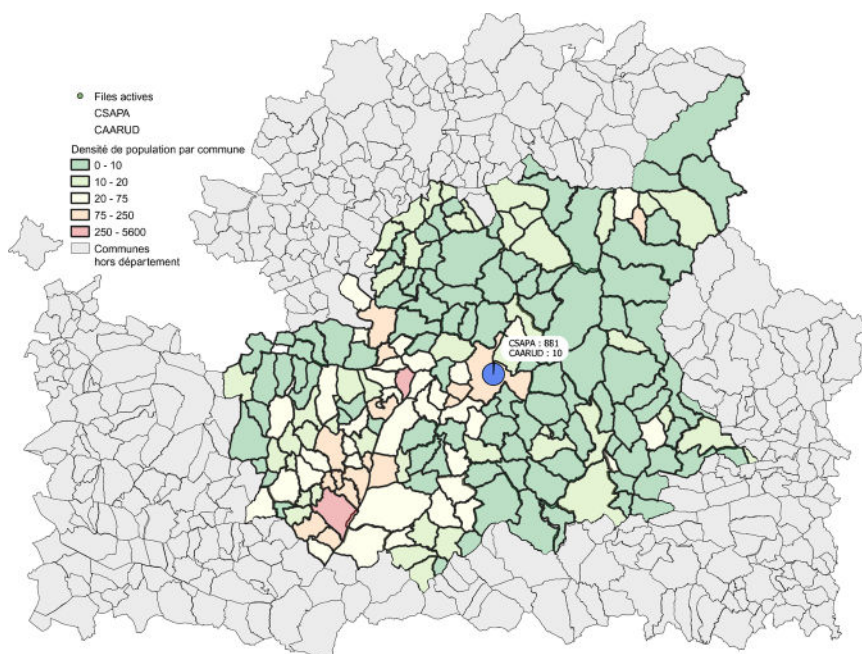 Files actives
CSAPA
CAARUD
Densité de population par commune
0 - 10
10 - 20
20 - 75
75 - 250
250 - 5600
Communes
hors département
CSAPA : 881
CAARUD : 10